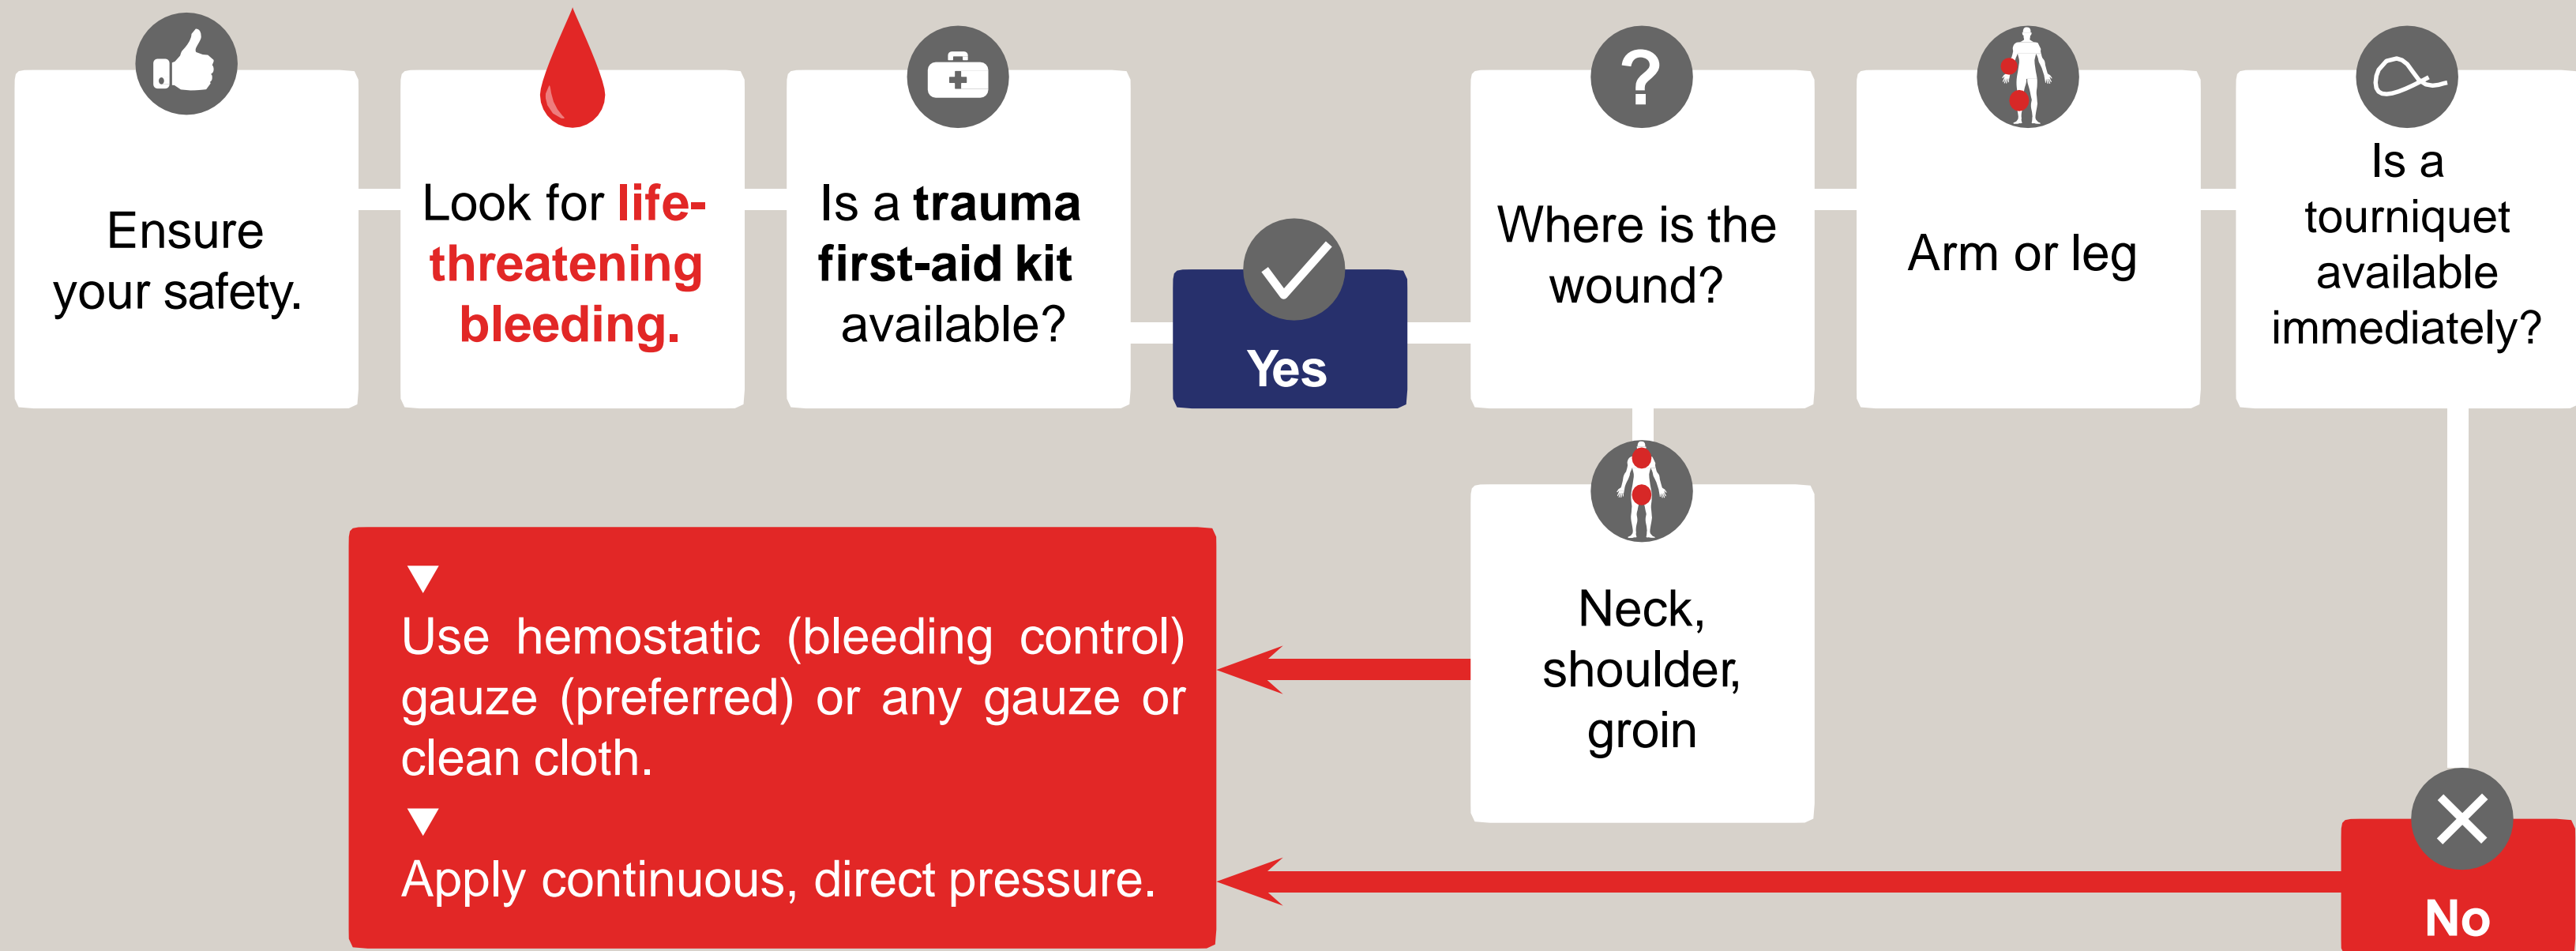 Ensure
your safety.
Look for life-
threatening
bleeding.
Is a trauma
first-aid kit
available?
Yes
Where is the
wound?
Arm or leg
Is a
tourniquet
available
immediately?
Neck,
shoulder,
groin
Use hemostatic (bleeding control)
gauze (preferred) or any gauze or
clean cloth.
Apply continuous, direct pressure.
No